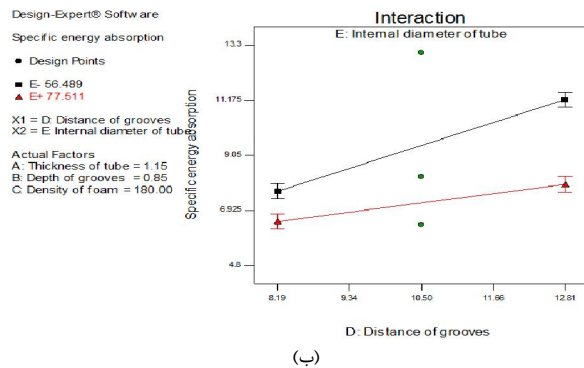 Design-Expert® Software
Specific energy absorption
Design Points
E- 56.489
E+ 77.511
X1 = D: Distance of grooves
X2 = E: Internal diameter of tube
Actual Factors
A: Thickness of tube = 1.15
B: Depth of grooves = 0.85
C: Density of foam = 180.00
Interaction
E: Internal diameter of tube
Specific energy absorption
13.3
11.175
9.05
6.925
4.8
8.19
9.34
10.50
11.66
12.81
D: Distance of grooves
(ب)